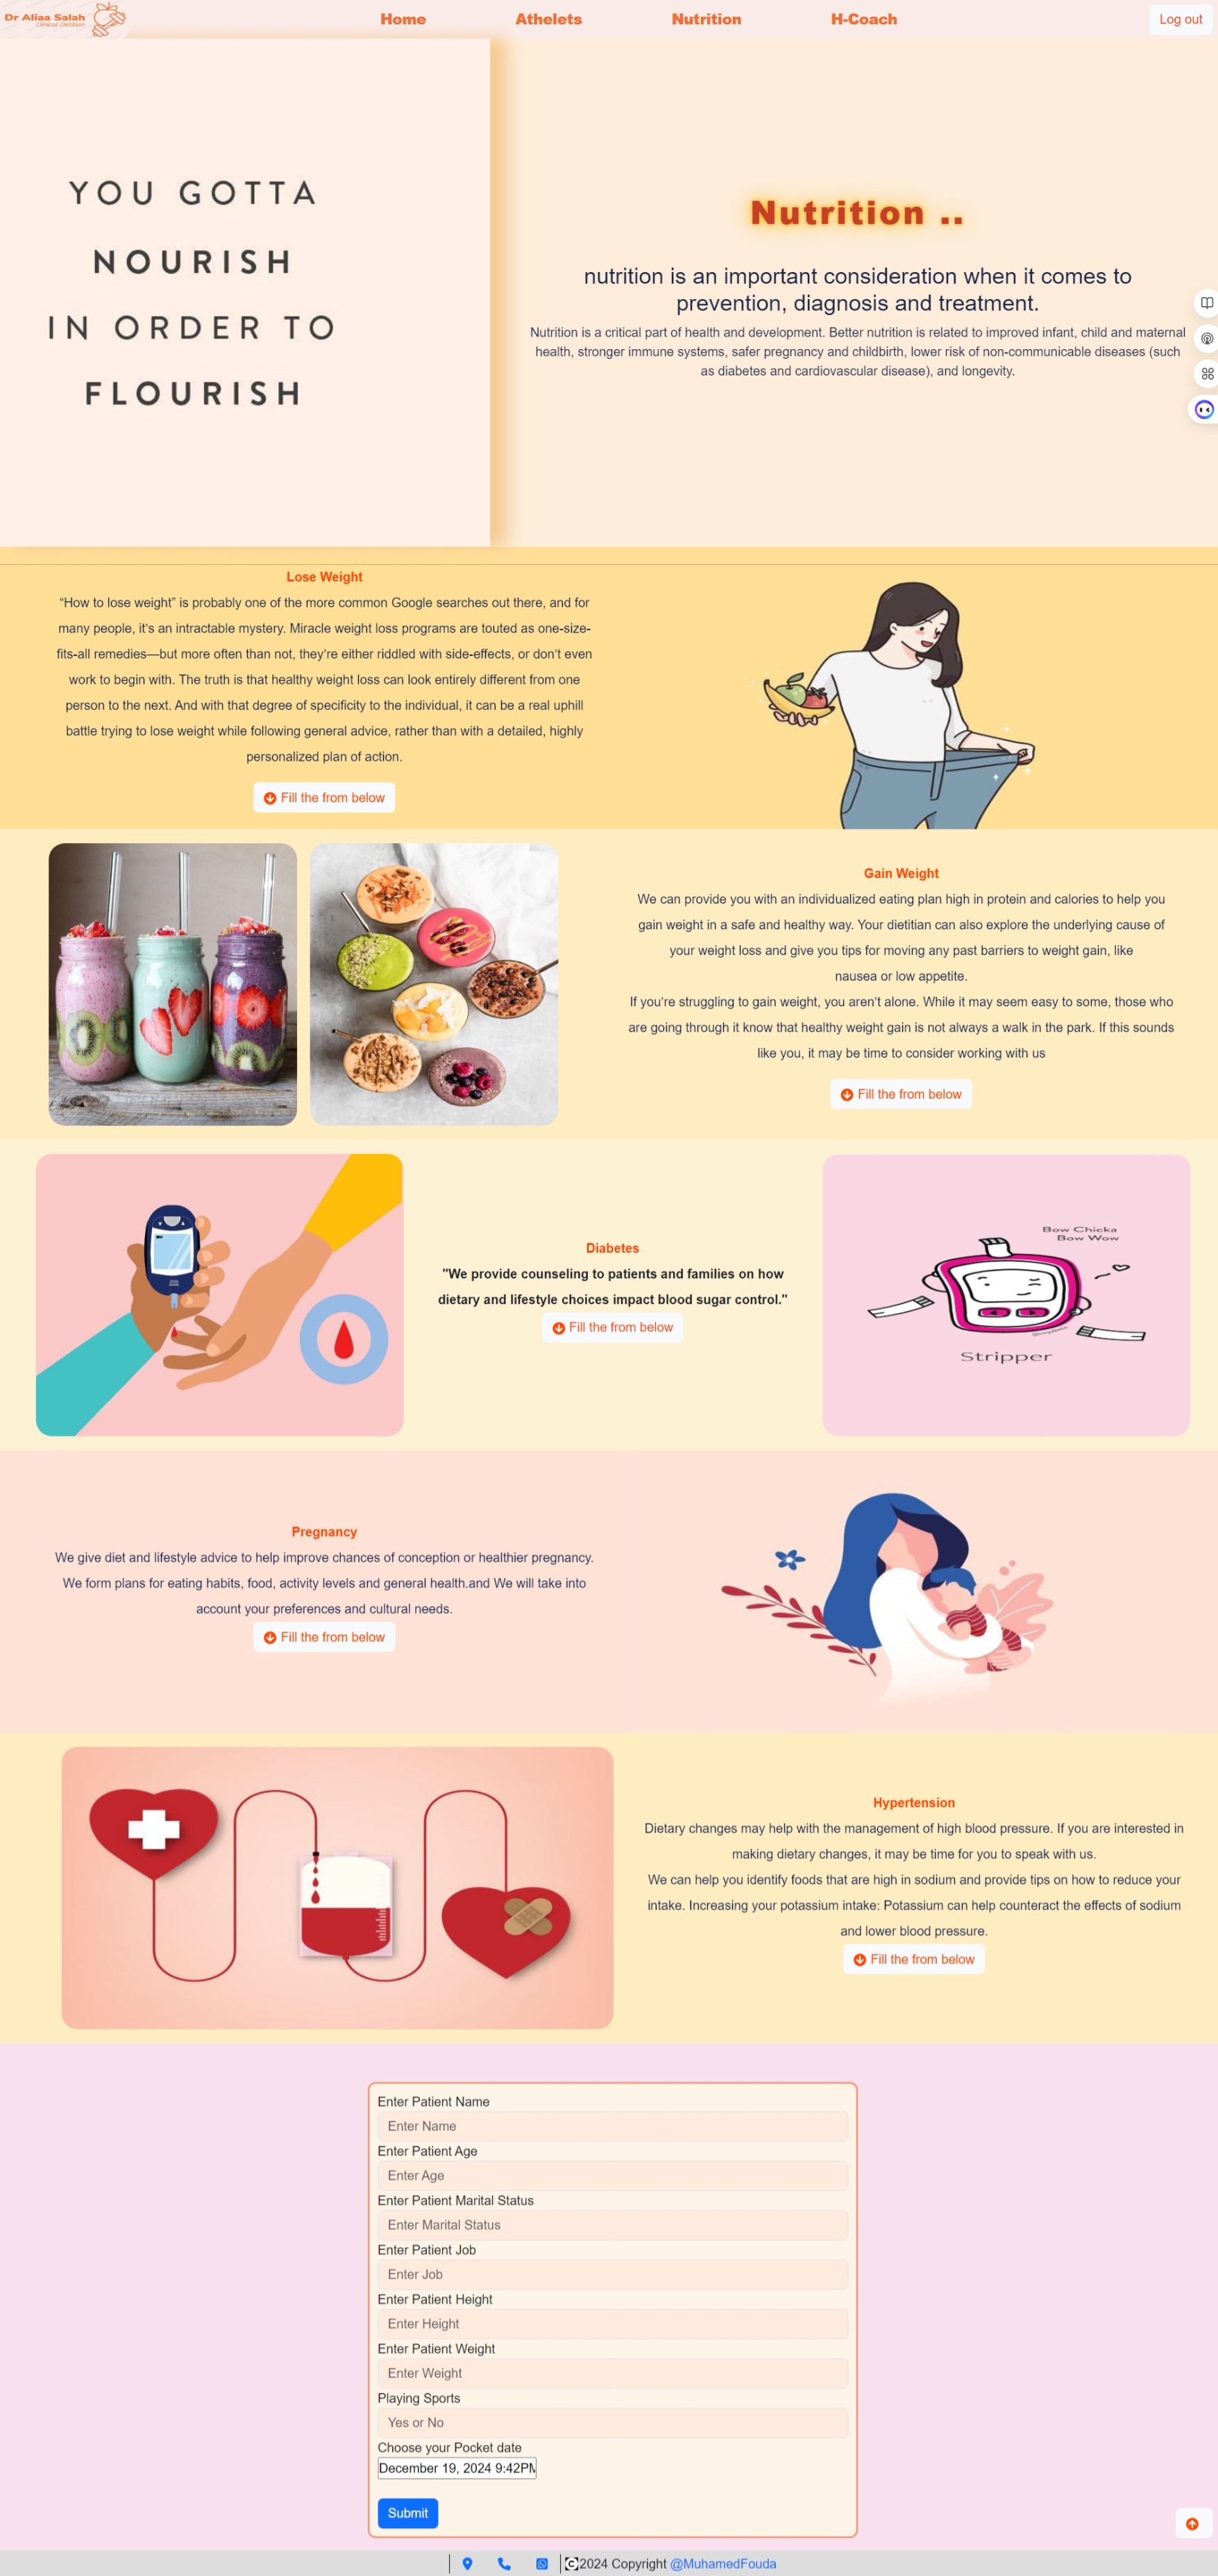 Dr Aliaa Salah
Clinical Dietitian
Home
Athelets
Nutrition
H-Coach
Log out
YOU GOTTA
NOURISH
IN ORDER TO
FLOURISH
Nutrition ..
nutrition is an important consideration when it comes to
prevention, diagnosis and treatment.
Nutrition is a critical part of health and development. Better nutrition is related to improved infant, child and maternal
health, stronger immune systems, safer pregnancy and childbirth, lower risk of non-communicable diseases (such
as diabetes and cardiovascular disease), and longevity.
Lose Weight
“How to lose weight” is probably one of the more common Google searches out there, and for
many people, it's an intractable mystery. Miracle weight loss programs are touted as one-size-
fits-all remedies—but more often than not, they're either riddled with side-effects, or don't even
work to begin with. The truth is that healthy weight loss can look entirely different from one
person to the next. And with that degree of specificity to the individual, it can be a real uphill
battle trying to lose weight while following general advice, rather than with a detailed, highly
personalized plan of action.
Fill the from below
Gain Weight
We can provide you with an individualized eating plan high in protein and calories to help you
gain weight in a safe and healthy way. Your dietitian can also explore the underlying cause of
your weight loss and give you tips for moving any past barriers to weight gain, like
nausea or low appetite.
If you're struggling to gain weight, you aren't alone. While it may seem easy to some, those who
are going through it know that healthy weight gain is not always a walk in the park. If this sounds
like you, it may be time to consider working with us
Fill the from below
Diabetes
"We provide counseling to patients and families on how
dietary and lifestyle choices impact blood sugar control."
Fill the from below
Bow Chicka
Bow Wow
Stripper
Pregnancy
We give diet and lifestyle advice to help improve chances of conception or healthier pregnancy.
We form plans for eating habits, food, activity levels and general health.and We will take into
account your preferences and cultural needs.
Fill the from below
Hypertension
Dietary changes may help with the management of high blood pressure. If you are interested in
making dietary changes, it may be time for you to speak with us.
We can help you identify foods that are high in sodium and provide tips on how to reduce your
intake. Increasing your potassium intake: Potassium can help counteract the effects of sodium
and lower blood pressure.
Fill the from below
Enter Patient Name
Enter Name
Enter Patient Age
Enter Age
Enter Patient Marital Status
Enter Marital Status
Enter Patient Job
Enter Job
Enter Patient Height
Enter Height
Enter Patient Weight
Enter Weight
Playing Sports
Yes or No
Choose your Pocket date
December 19, 2024 9:42PM
Submit
2024 Copyright @MuhamedFouda